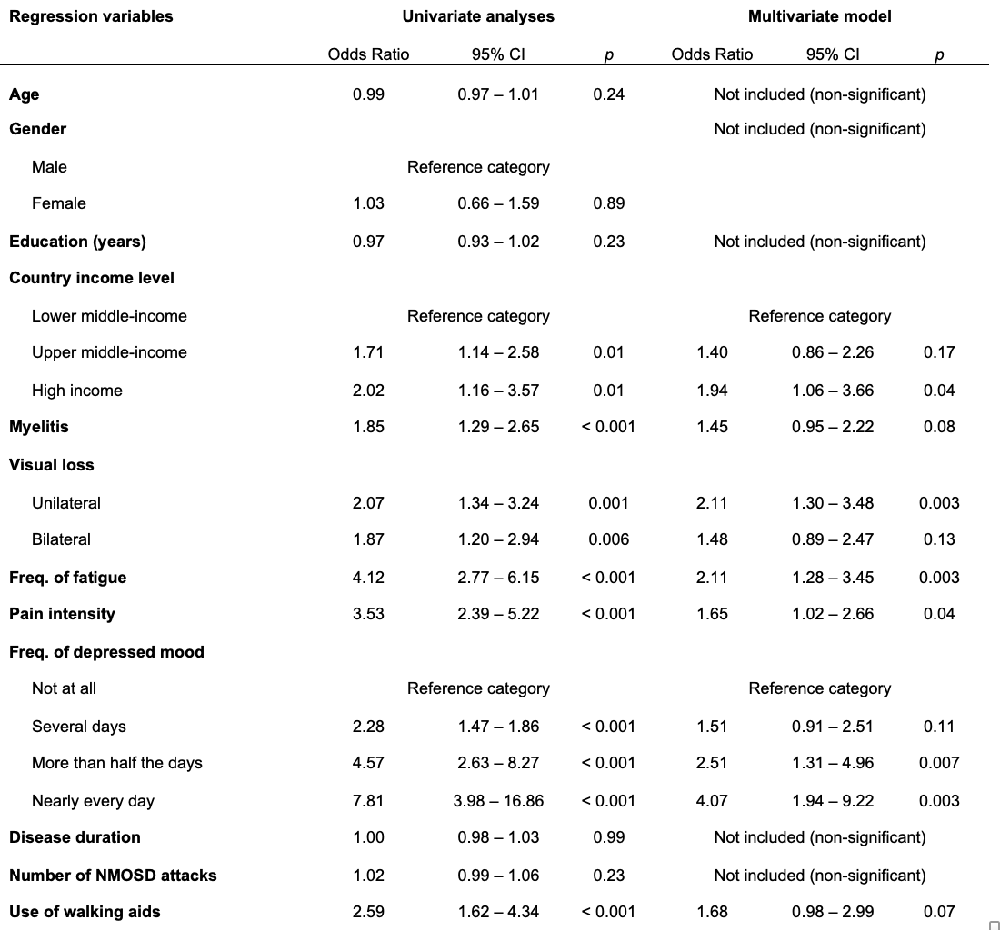 Regression variables Univariate analyses Multivariate model
Odds Ratio 95% CI p Odds Ratio 95% CI p
Age 0.99 0.97 – 1.01 0.24 Not included (non-significant)
Gender Not included (non-significant)
Male Reference category
Female 1.03 0.66 – 1.59 0.89
Education (years) 0.97 0.93 – 1.02 0.23 Not included (non-significant)
Country income level
Lower middle-income Reference category Reference category
Upper middle-income 1.71 1.14 – 2.58 0.01 1.40 0.86 – 2.26 0.17
High income 2.02 1.16 – 3.57 0.01 1.94 1.06 – 3.66 0.04
Myelitis 1.85 1.29 – 2.65 < 0.001 1.45 0.95 – 2.22 0.08
Visual loss
Unilateral 2.07 1.34 – 3.24 0.001 2.11 1.30 – 3.48 0.003
Bilateral 1.87 1.20 – 2.94 0.006 1.48 0.89 – 2.47 0.13
Freq. of fatigue 4.12 2.77 – 6.15 < 0.001 2.11 1.28 – 3.45 0.003
Pain intensity 3.53 2.39 – 5.22 < 0.001 1.65 1.02 – 2.66 0.04
Freq. of depressed mood
Not at all Reference category Reference category
Several days 2.28 1.47 – 1.86 < 0.001 1.51 0.91 – 2.51 0.11
More than half the days 4.57 2.63 – 8.27 < 0.001 2.51 1.31 – 4.96 0.007
Nearly every day 7.81 3.98 – 16.86 < 0.001 4.07 1.94 – 9.22 0.003
Disease duration 1.00 0.98 – 1.03 0.99 Not included (non-significant)
Number of NMOSD attacks 1.02 0.99 – 1.06 0.23 Not included (non-significant)
Use of walking aids 2.59 1.62 – 4.34 < 0.001 1.68 0.98 – 2.99 0.07